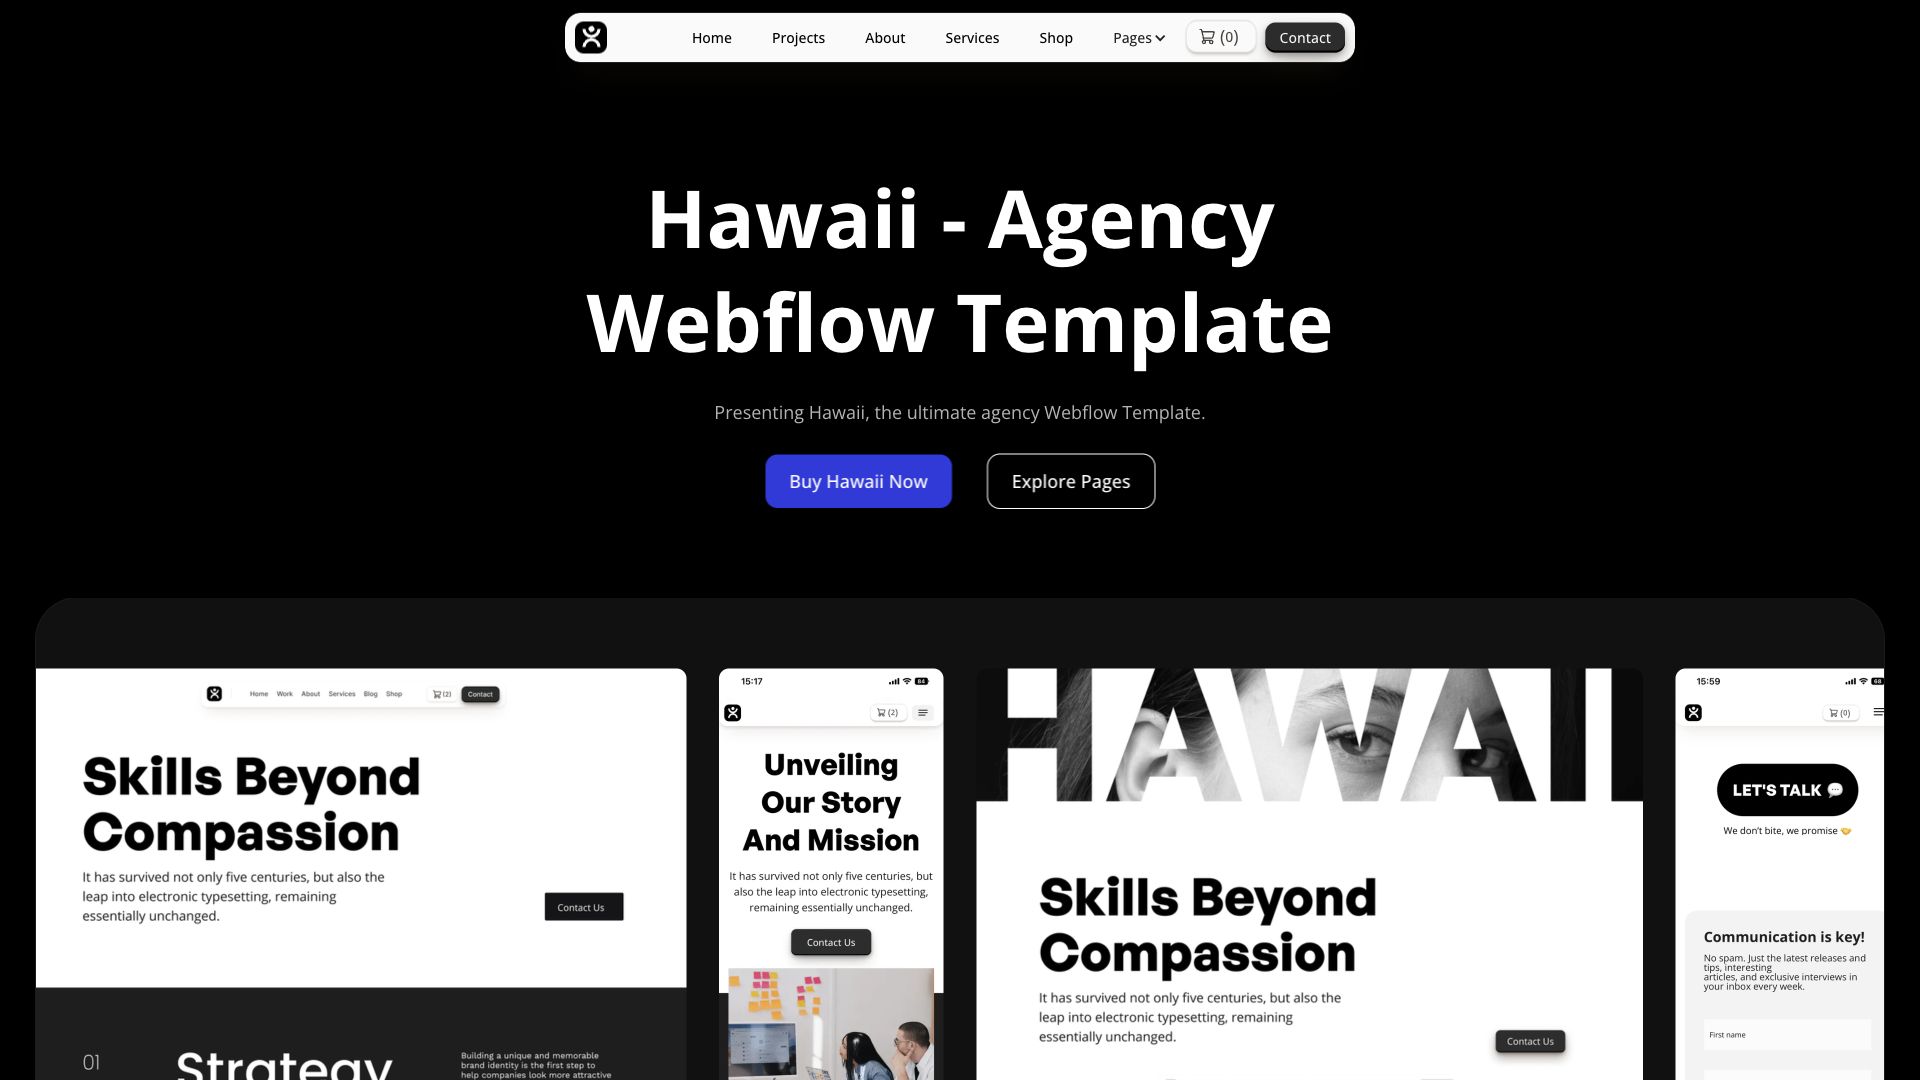 Home Projects About Services Shop Pages (0) Contact
Hawaii - Agency
Webflow Template
Presenting Hawaii, the ultimate agency Webflow Template.
Buy Hawaii Now Explore Pages
Home Work About Services Blog Shop (2) Contact
Skills Beyond
Compassion
It has survived not only five centuries, but also the
leap into electronic typesetting, remaining
essentially unchanged.
Contact Us
01 Strategy
Building a unique and memorable
brand identity is the first step to
help companies look more attractive
15:17 84
(2)
Unveiling
Our Story
And Mission
It has survived not only five centuries, but
also the leap into electronic typesetting,
remaining essentially unchanged.
Contact Us
HAWAII
Skills Beyond
Compassion
It has survived not only five centuries, but also the
leap into electronic typesetting, remaining
essentially unchanged.
Contact Us
15:59 68
(0)
LET'S TALK 💬
We don't bite, we promise 🤝
Communication is key!
No spam. Just the latest releases and
tips, interesting
articles, and exclusive interviews in
your inbox every week.
First name